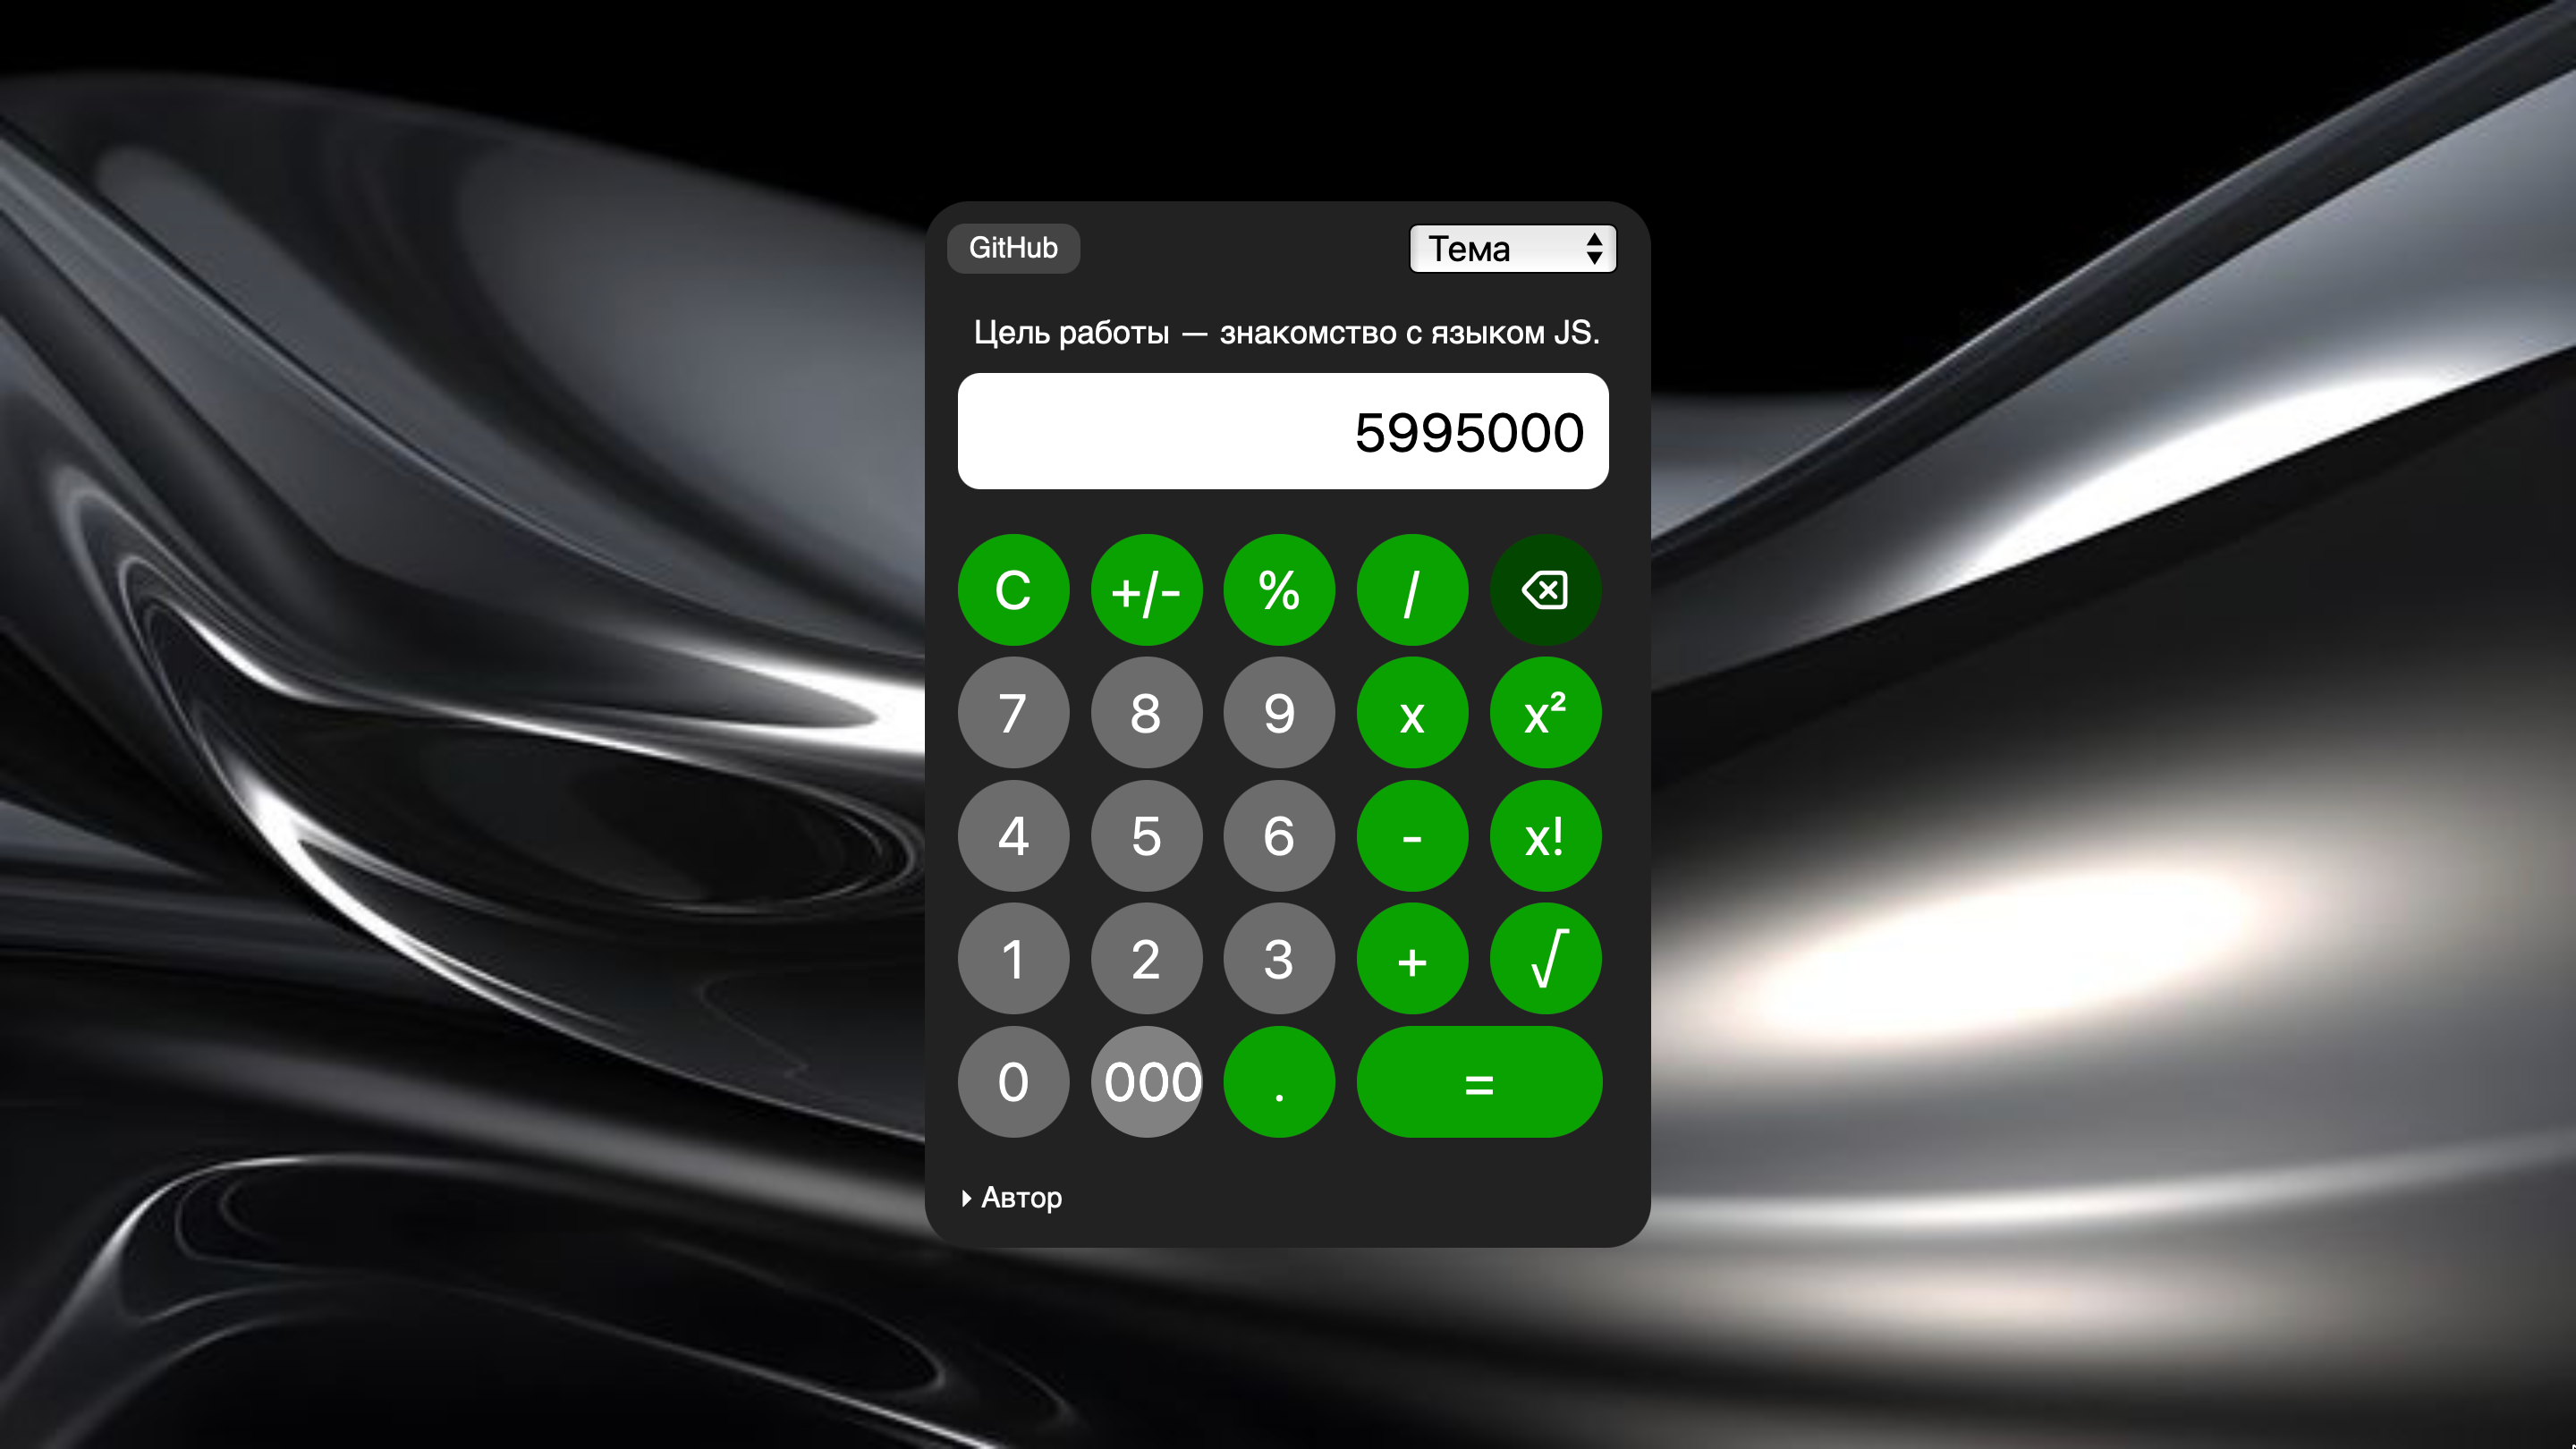 GitHub
Тема
Цель работы — знакомство с языком JS.
5995000
C +/- % /
7 8 9 x x²
4 5 6 - x!
1 2 3 + √
0 000 . =
Автор